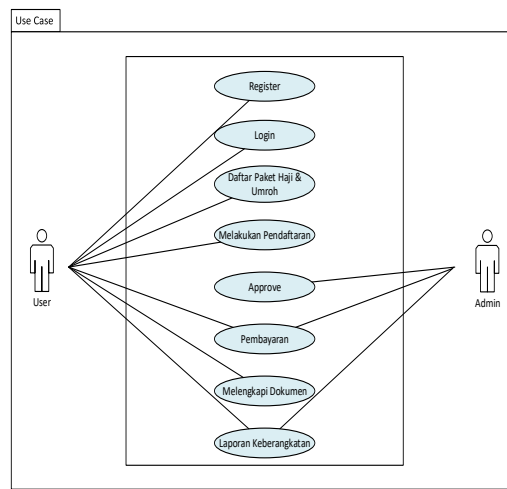 Use Case
Register
Login
Daftar Paket Haji &
Umroh
Melakukan Pendaftaran
Approve
User
Admin
Pembayaran
Melengkapi Dokumen
Laporan Keberangkatan